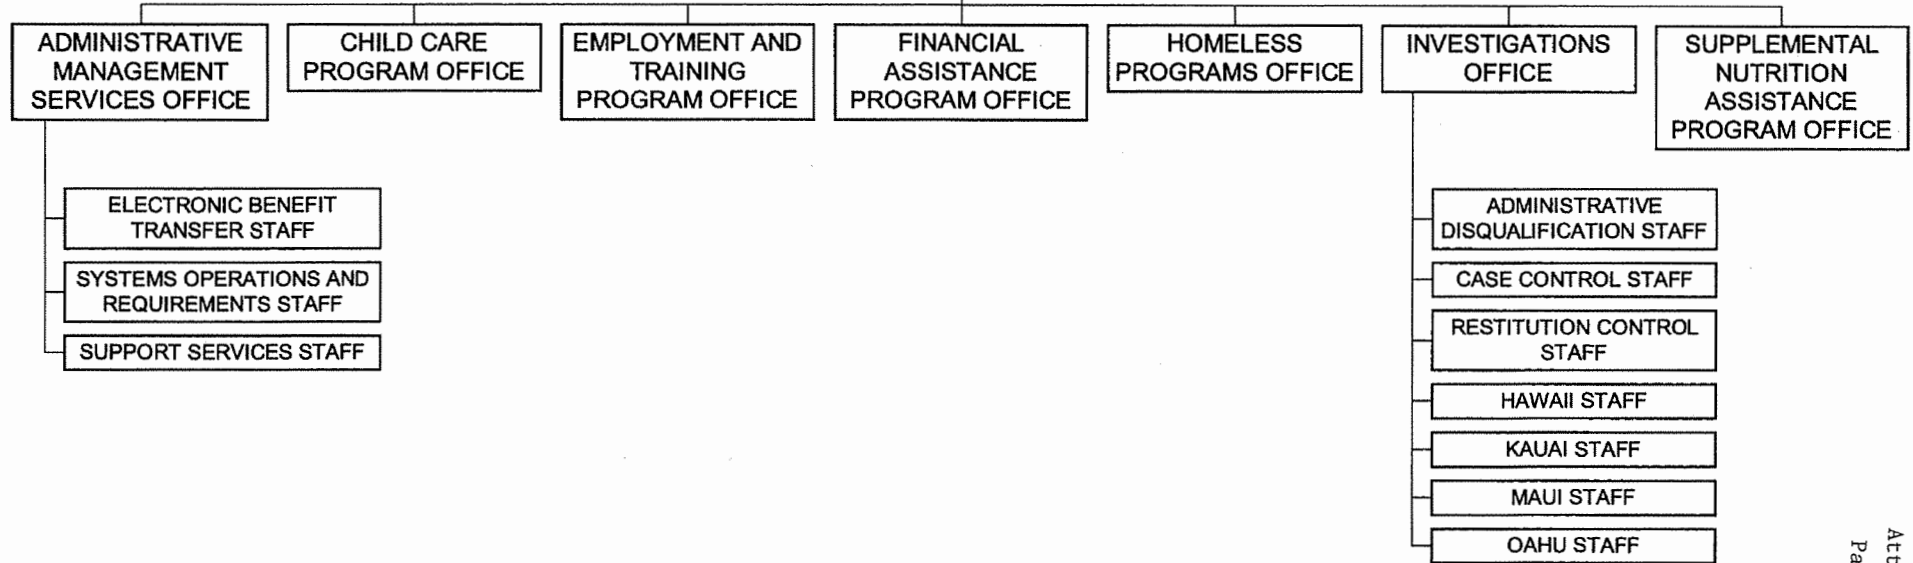 ADMINISTRATIVE
MANAGEMENT
SERVICES OFFICE
CHILD CARE
PROGRAM OFFICE
EMPLOYMENT AND
TRAINING
PROGRAM OFFICE
FINANCIAL
ASSISTANCE
PROGRAM OFFICE
HOMELESS
PROGRAMS OFFICE
INVESTIGATIONS
OFFICE
SUPPLEMENTAL
NUTRITION
ASSISTANCE
PROGRAM OFFICE
ELECTRONIC BENEFIT
TRANSFER STAFF
SYSTEMS OPERATIONS AND
REQUIREMENTS STAFF
SUPPORT SERVICES STAFF
ADMINISTRATIVE
DISQUALIFICATION STAFF
CASE CONTROL STAFF
RESTITUTION CONTROL
STAFF
HAWAII STAFF
KAUAI STAFF
MAUI STAFF
OAHU STAFF
Att
Pa